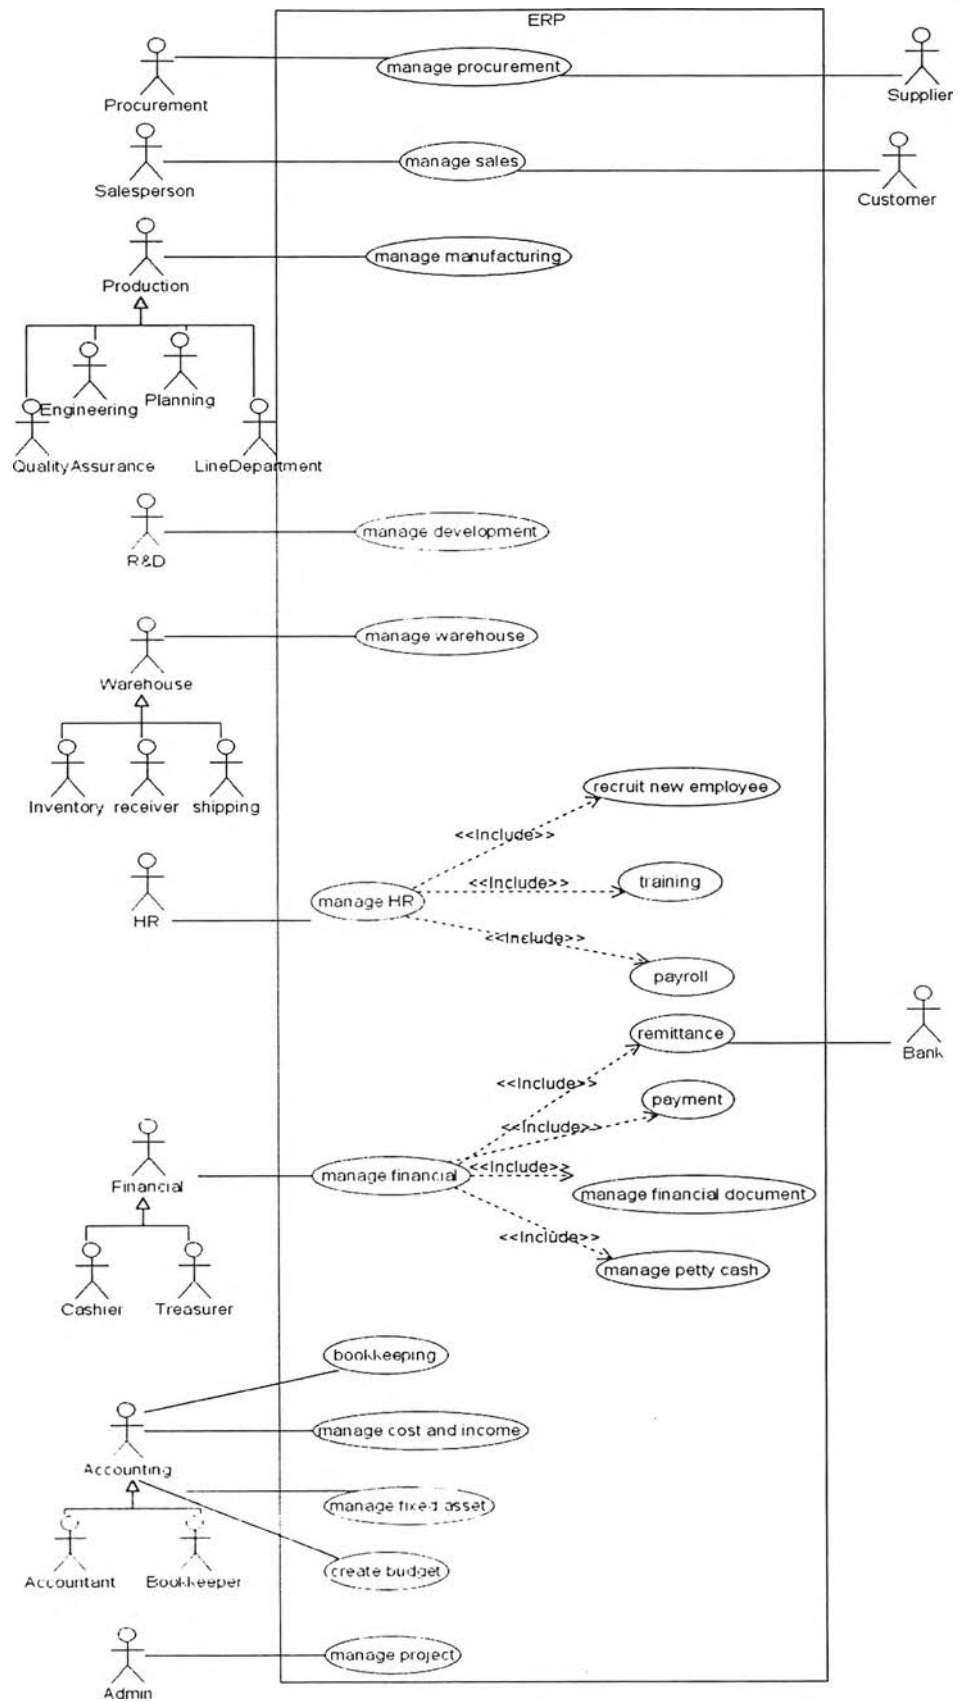 ERP
manage procurement
Procurement
Supplier
manage sales
Salesperson
Customer
manage manufacturing
Production
Engineering
Planning
QualityAssurance
LineDepartment
manage development
R&D
manage warehouse
Warehouse
Inventory
receiver
shipping
recruit new employee
<<Include>>
<<Include>>
training
manage HR
HR
<<Include>>
payroll
remittance
Bank
<<Include>>
payment
<<Include>>
<<Include>>
manage financial
Financial
manage financial document
<<Include>>
manage petty cash
Cashier
Treasurer
bookkeeping
manage cost and income
Accounting
manage fixed asset
create budget
Accountant
Bookkeeper
manage project
Admin